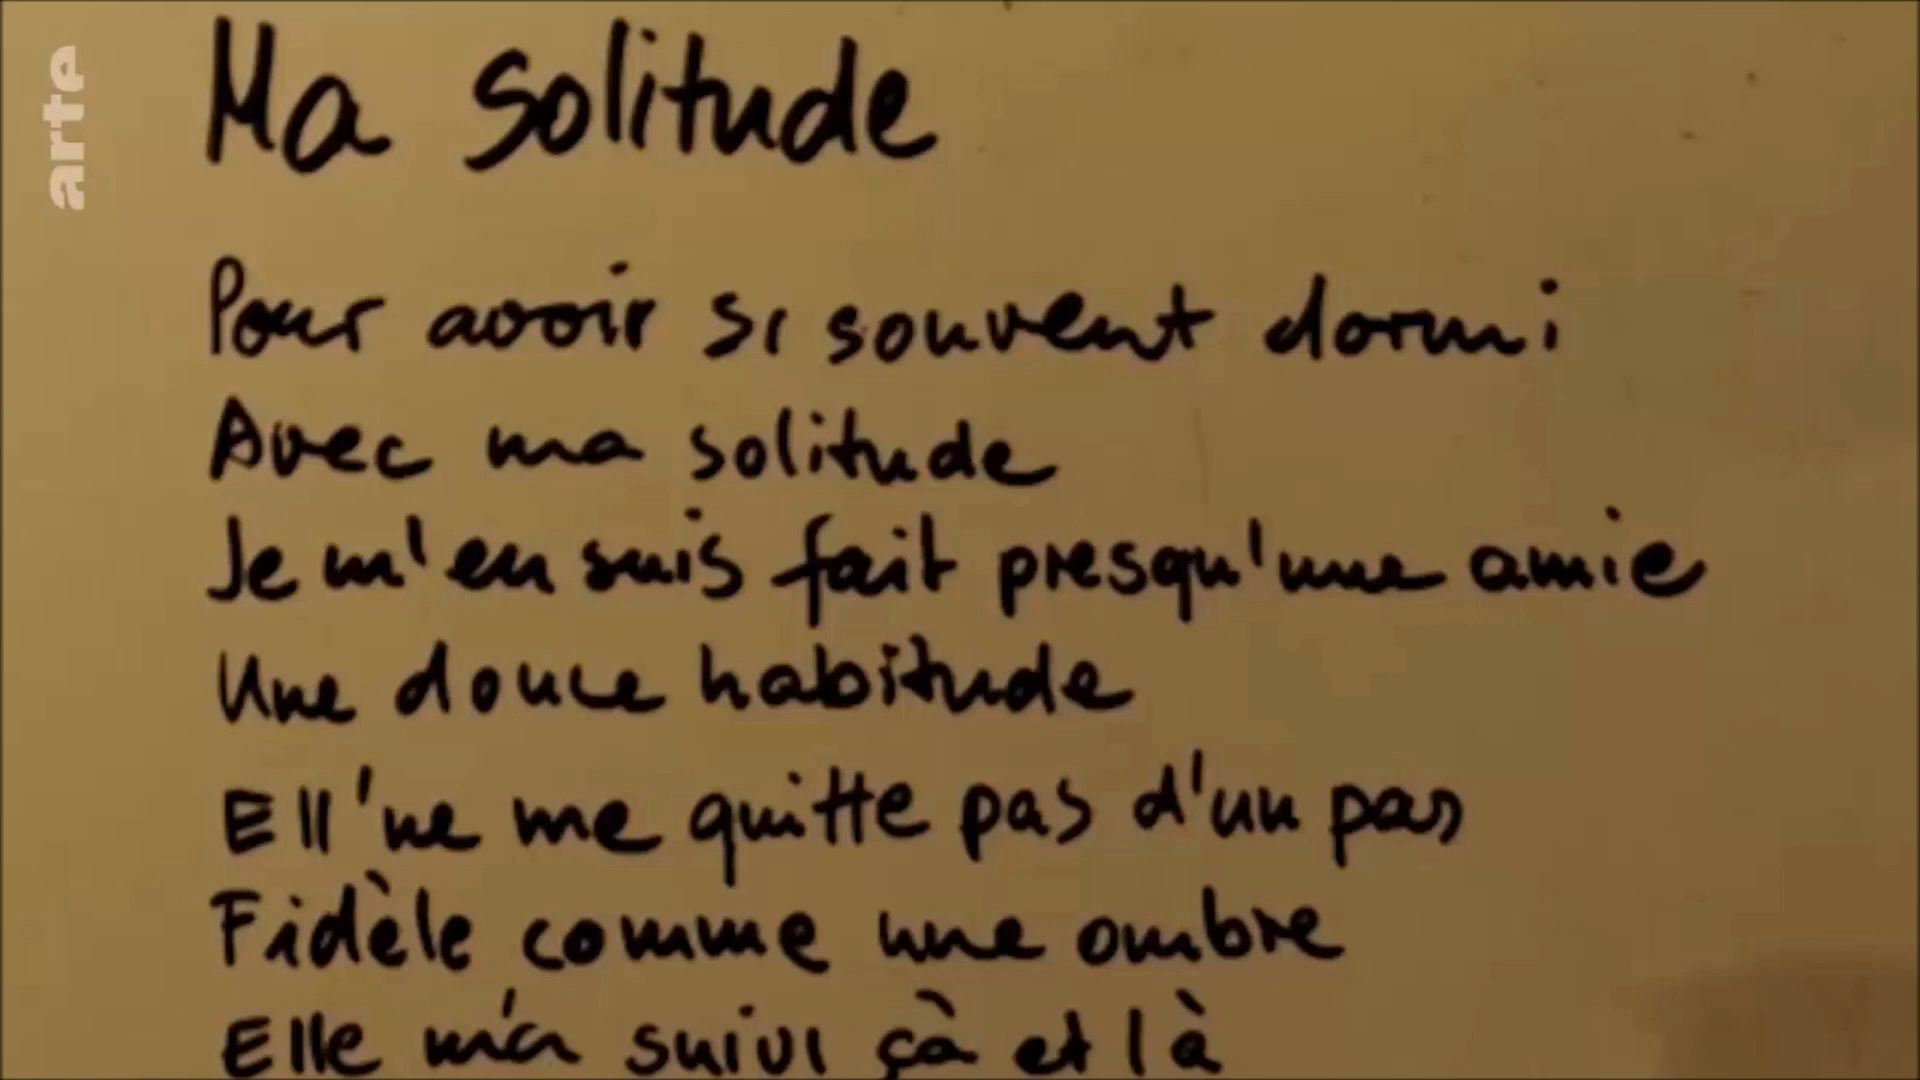 arte
Ma solitude
Pour avoir si souvent dormi
Avec ma solitude
Je m'en suis fait presqu'une amie
Une douce habitude
Ell'ne me quitte pas d'un pas
Fidèle comme une ombre
Elle m'a suivi çà et là